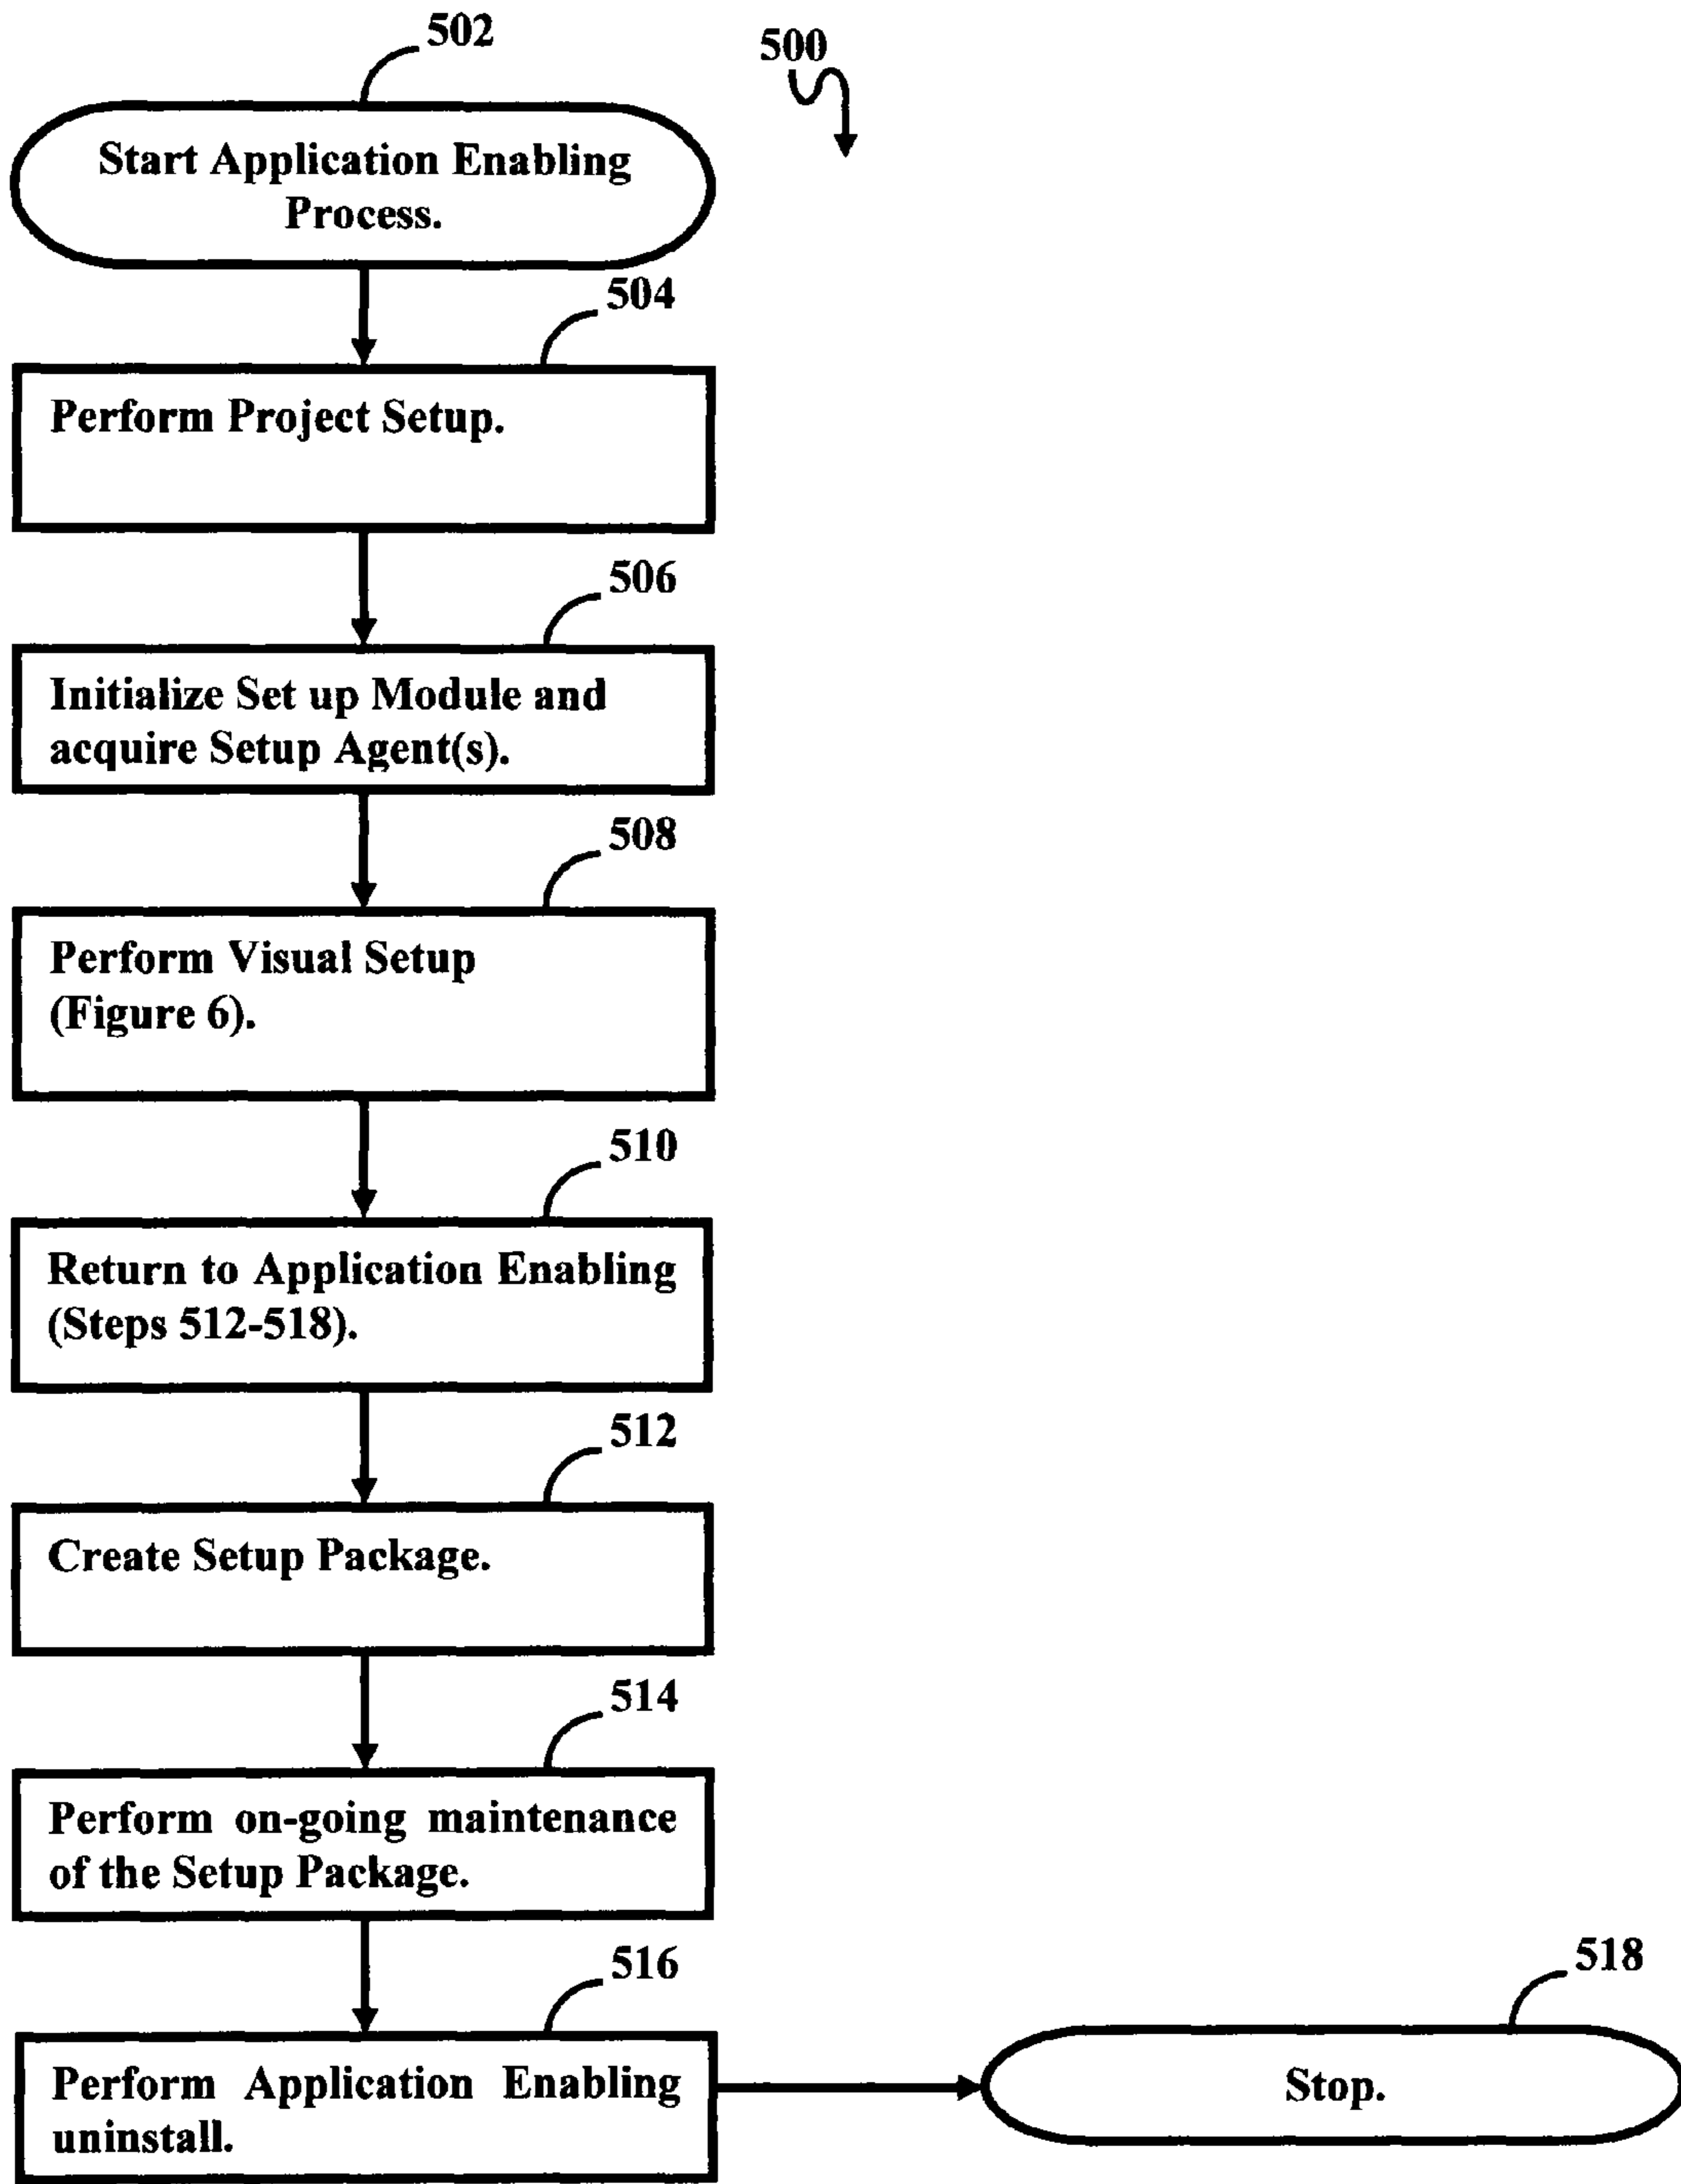 502
500
Start Application Enabling
Process.
504
Perform Project Setup.
506
Initialize Set up Module and
acquire Setup Agent(s).
508
Perform Visual Setup
(Figure 6).
510
Return to Application Enabling
(Steps 512-518).
512
Create Setup Package.
514
Perform on-going maintenance
of the Setup Package.
516
Perform Application Enabling
uninstall.
518
Stop.